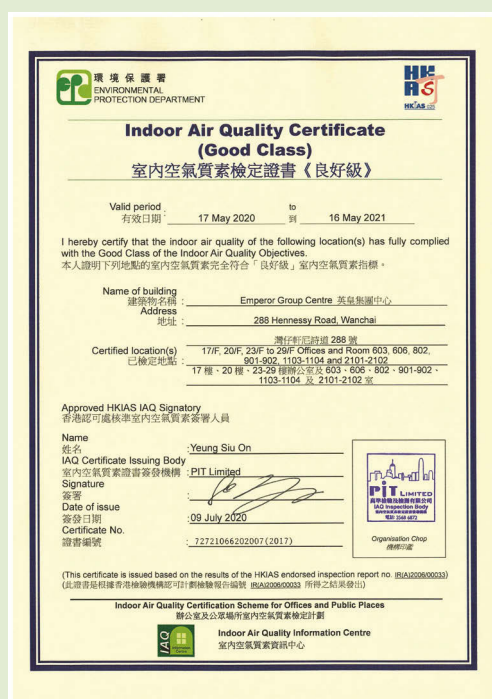 環境保護署
ENVIRONMENTAL
PROTECTION DEPARTMENT
HKAS
HKIAS
Indoor Air Quality Certificate
(Good Class)
室內空氣質素檢定證書《良好級》
Valid period to
有效日期: 17 May 2020 到 16 May 2021
I hereby certify that the indoor air quality of the following location(s) has fully complied
with the Good Class of the Indoor Air Quality Objectives.
本人證明下列地點的室內空氣質素完全符合「良好級」室內空氣質素指標。
Name of building
建築物名稱 : Emperor Group Centre 英皇集團中心
Address
地址 : 288 Hennessy Road, Wanchai
灣仔軒尼詩道 288 號
Certified location(s) 17/F, 20/F, 23/F to 29/F Offices and Room 603, 606, 802,
已檢定地點 : 901-902, 1103-1104 and 2101-2102
17 樓、20 樓、23-29 樓辦公室及 603、606、802、901-902、
1103-1104 及 2101-2102 室
Approved HKIAS IAQ Signatory
香港認可處核準室內空氣質素簽署人員
Name
姓名 :Yeung Siu On
IAQ Certificate Issuing Body
室內空氣質素證書簽發機構 :PIT Limited
Signature
簽署 :
Date of issue
簽發日期 :09 July 2020
Certificate No.
證書編號 : 72721066202007(2017)
PIT LIMITED
IAQ Inspection Body
電話: 3568 6872
Organisation Chop
機構印鑑
(This certificate is issued based on the results of the HKIAS endorsed inspection report no. IR(A)2006/00033)
(此證書是根據香港檢驗機構認可計劃檢驗報告編號 IR(A)2006/00033 所得之結果發出)
Indoor Air Quality Certification Scheme for Offices and Public Places
辦公室及公眾場所室內空氣質素檢定計劃
IAQ
Information Centre
Indoor Air Quality Information Centre
室內空氣質素資訊中心